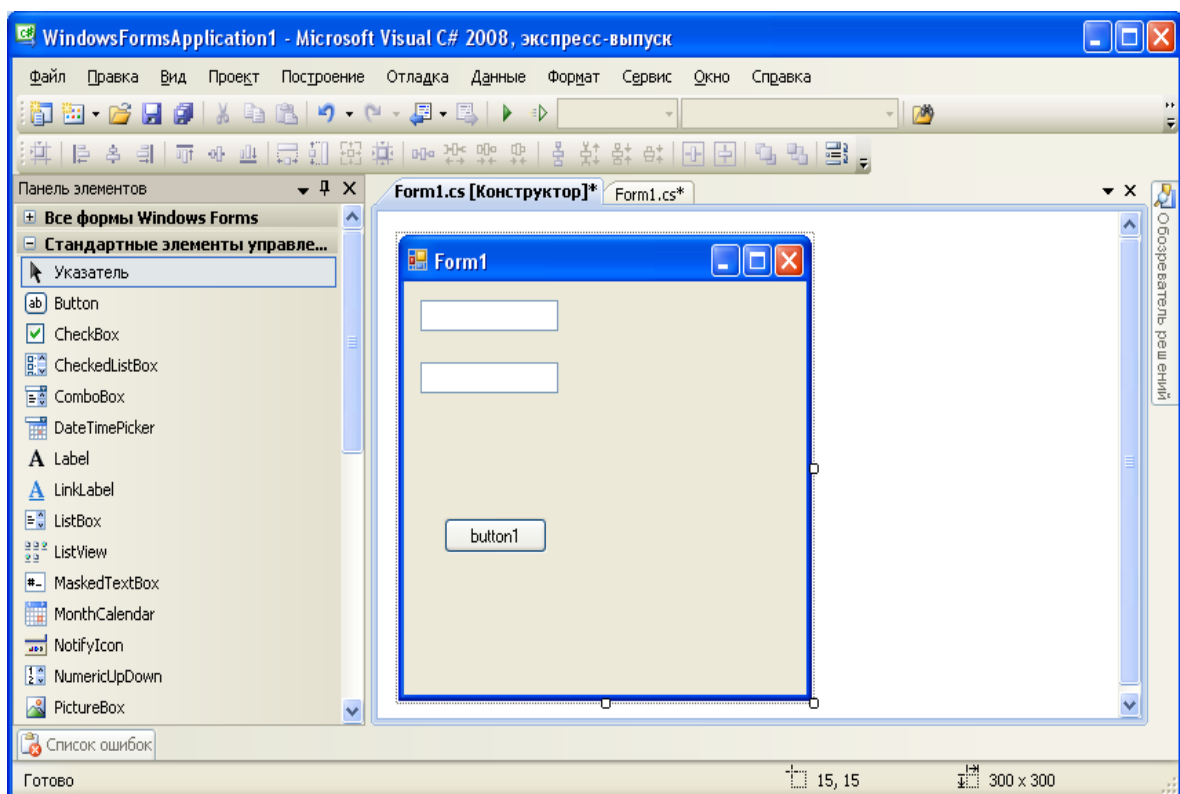 WindowsFormsApplication1 - Microsoft Visual C# 2008, экспресс-выпуск
Файл Правка Вид Проект Построение Отладка Данные Формат Сервис Окно Справка
Панель элементов
Form1.cs [Конструктор]* Form1.cs*
Все формы Windows Forms
Стандартные элементы управле...
Указатель
Button
CheckBox
CheckedListBox
ComboBox
DateTimePicker
Label
LinkLabel
ListBox
ListView
MaskedTextBox
MonthCalendar
NotifyIcon
NumericUpDown
PictureBox
Form1
button1
Обозреватель решений
Список ошибок
Готово 15, 15 300 x 300